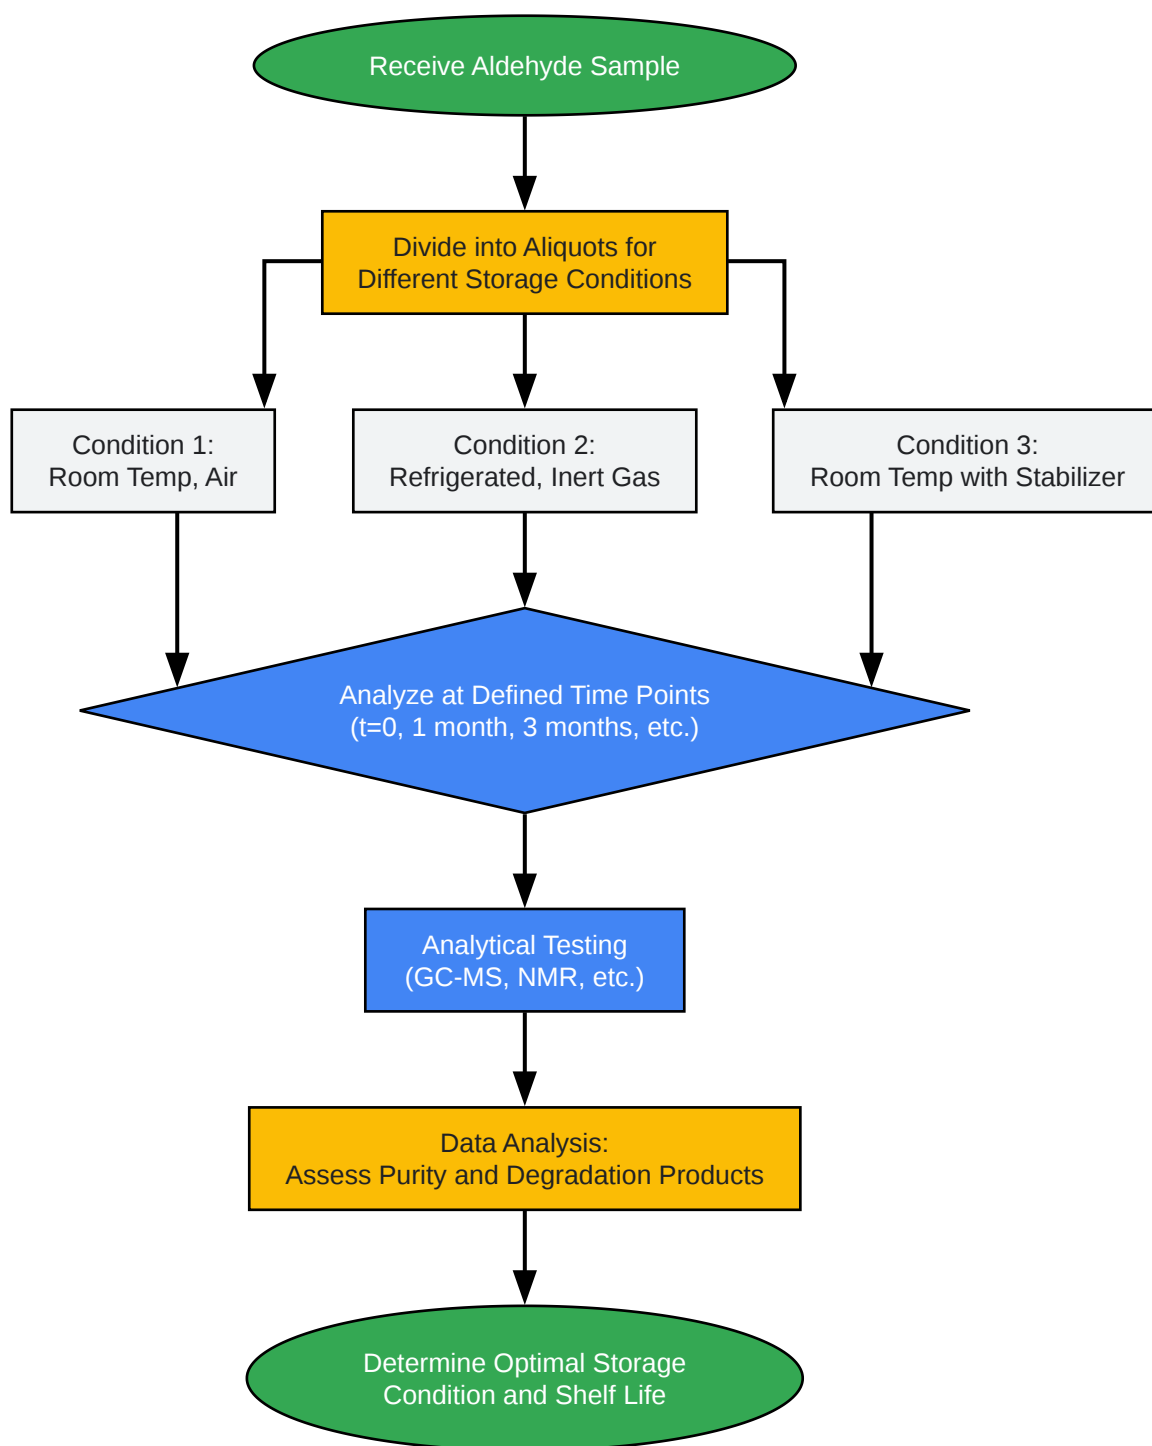 Receive Aldehyde Sample
Divide into Aliquots for
Different Storage Conditions
Condition 1:
Room Temp, Air
Condition 2:
Refrigerated, Inert Gas
Condition 3:
Room Temp with Stabilizer
Analyze at Defined Time Points
(t=0, 1 month, 3 months, etc.)
Analytical Testing
(GC-MS, NMR, etc.)
Data Analysis:
Assess Purity and Degradation Products
Determine Optimal Storage
Condition and Shelf Life